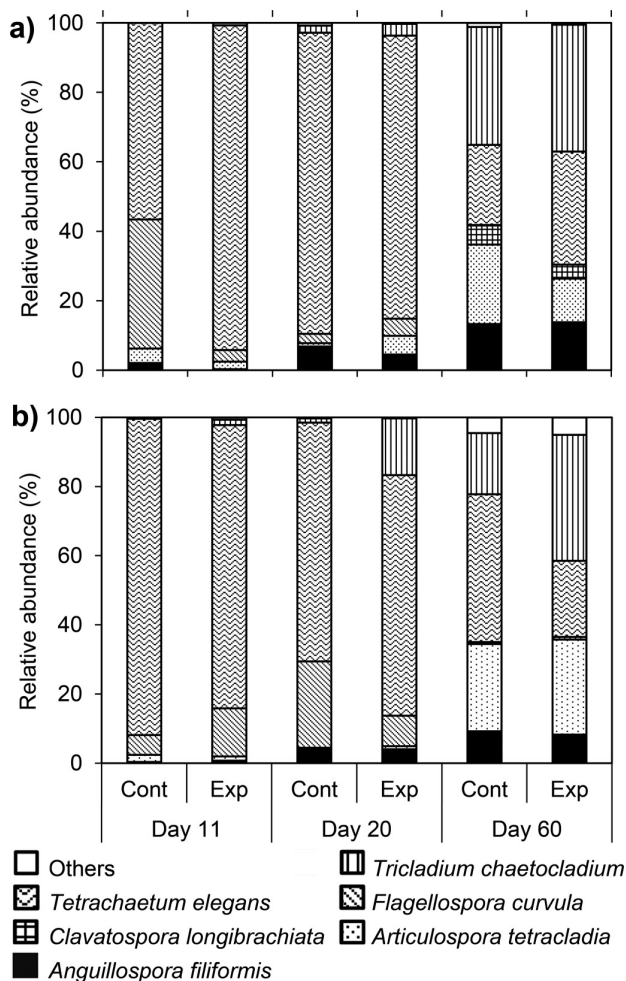 a)
Relative abundance (%)
100
80
60
40
20
0
b)
Relative abundance (%)
100
80
60
40
20
0
Cont Exp Cont Exp Cont Exp
Day 11 Day 20 Day 60
Others Tricladium chaetocladium
Tetrachaetum elegans Flagellospora curvula
Clavatospora longibrachiata Articulospora tetracladia
Anguillospora filiformis